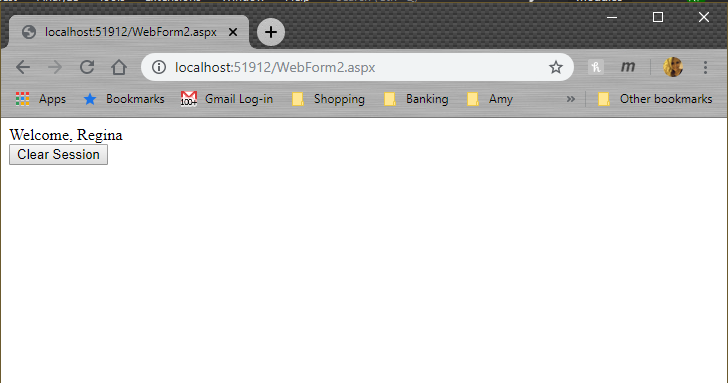 localhost:51912/WebForm2.aspx
localhost:51912/WebForm2.aspx
Apps Bookmarks 100+ Gmail Log-in Shopping Banking Amy » Other bookmarks
Welcome, Regina
Clear Session